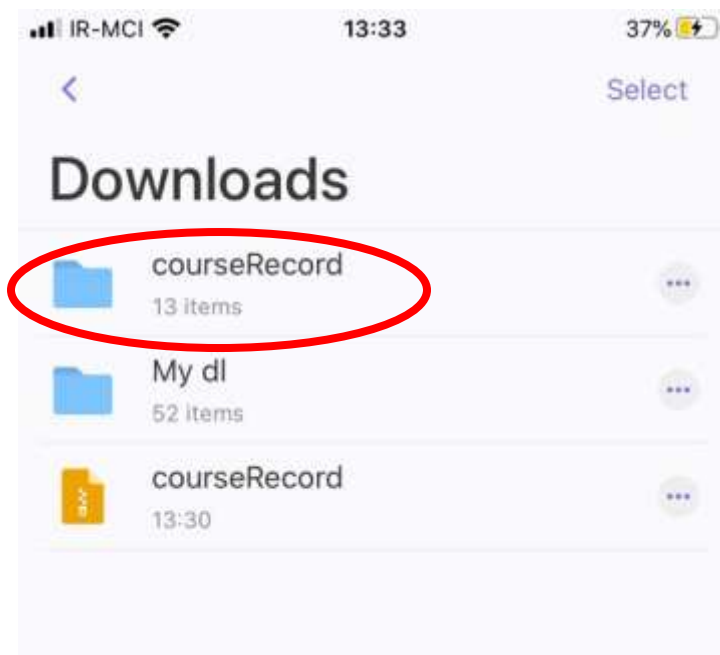 IR-MCI 13:33 37%
Select
Downloads
courseRecord
13 items
My dl
52 items
courseRecord
13:30